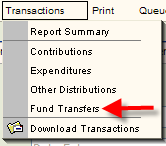 Transactions Print Queu
Report Summary
Contributions
Expenditures
Other Distributions
Fund Transfers
Download Transactions